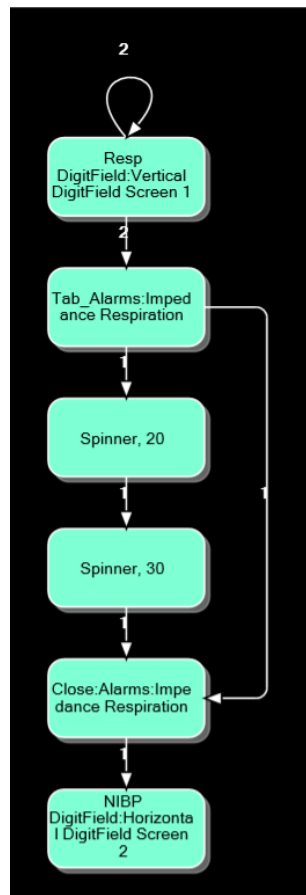 2
Resp
DigitField:Vertical
DigitField Screen 1
2
Tab_Alarms:Imped
ance Respiration
1
Spinner, 20
1
1
Spinner, 30
1
Close:Alarms:Impe
dance Respiration
1
NIBP
DigitField:Horizonta
l DigitField Screen
2